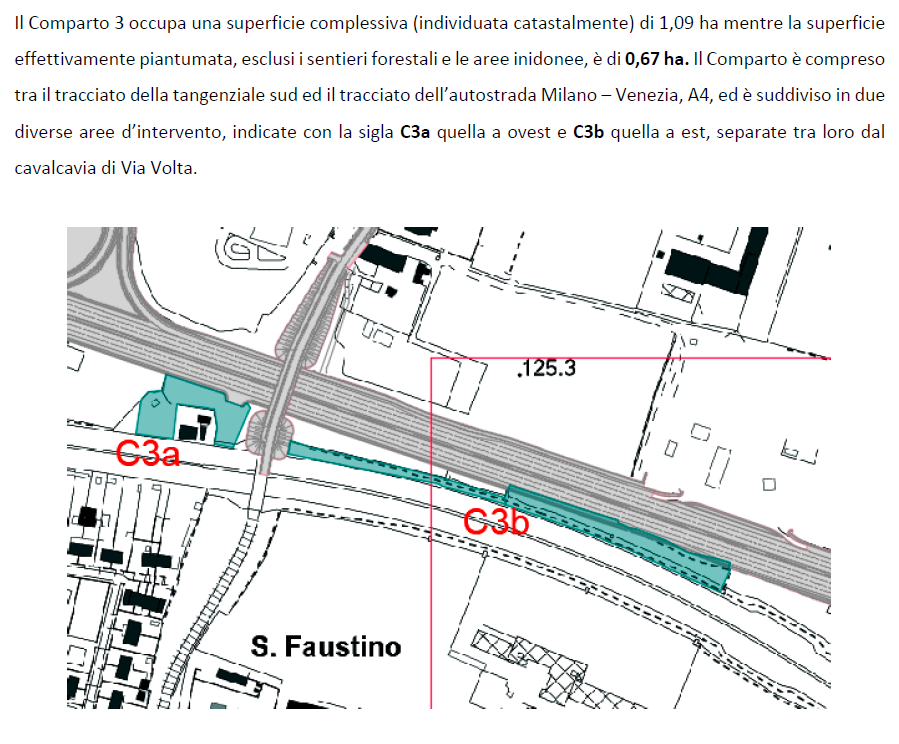 Il Comparto 3 occupa una superficie complessiva (individuata catastalmente) di 1,09 ha mentre la superficie
effettivamente piantumata, esclusi i sentieri forestali e le aree inidonee, è di 0,67 ha. Il Comparto è compreso
tra il tracciato della tangenziale sud ed il tracciato dell’autostrada Milano – Venezia, A4, ed è suddiviso in due
diverse aree d’intervento, indicate con la sigla C3a quella a ovest e C3b quella a est, separate tra loro dal
cavalcavia di Via Volta.
.125.3
C3a
C3b
S. Faustino